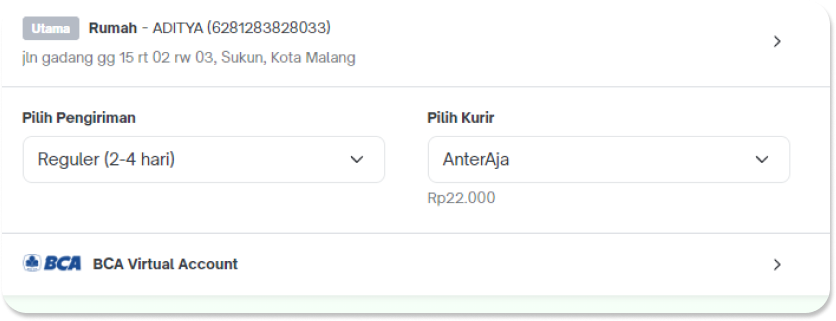 Utama Rumah - ADITYA (6281283828033)
jln gadang gg 15 rt 02 rw 03, Sukun, Kota Malang
Pilih Pengiriman Pilih Kurir
Reguler (2-4 hari) AnterAja
Rp22.000
BCA BCA Virtual Account